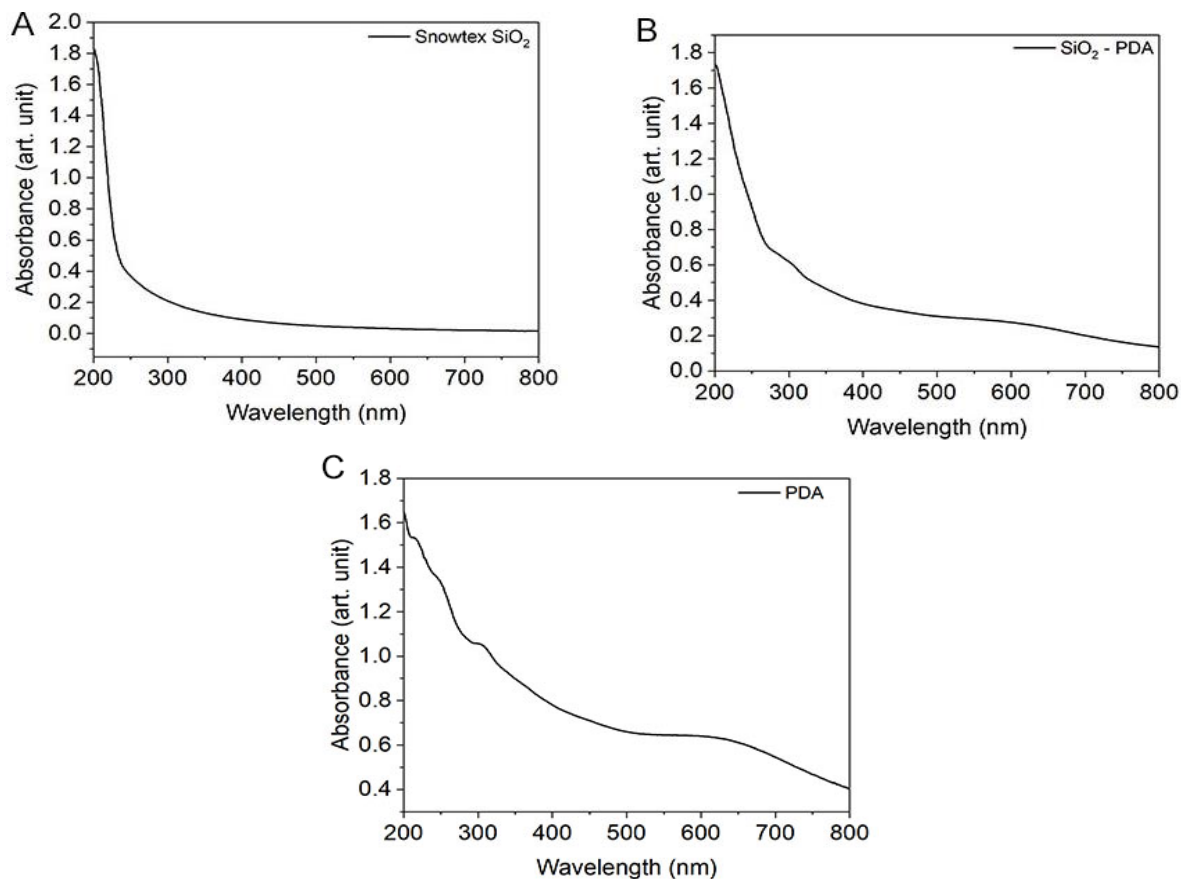 A
Snowtex SiO₂
2.0
1.8
1.6
1.4
1.2
1.0
0.8
0.6
0.4
0.2
0.0
Absorbance (art. unit)
200 300 400 500 600 700 800
Wavelength (nm)
B
SiO₂ - PDA
1.8
1.6
1.4
1.2
1.0
0.8
0.6
0.4
0.2
0.0
Absorbance (art. unit)
200 300 400 500 600 700 800
Wavelength (nm)
C
PDA
1.8
1.6
1.4
1.2
1.0
0.8
0.6
0.4
Absorbance (art. unit)
200 300 400 500 600 700 800
Wavelength (nm)